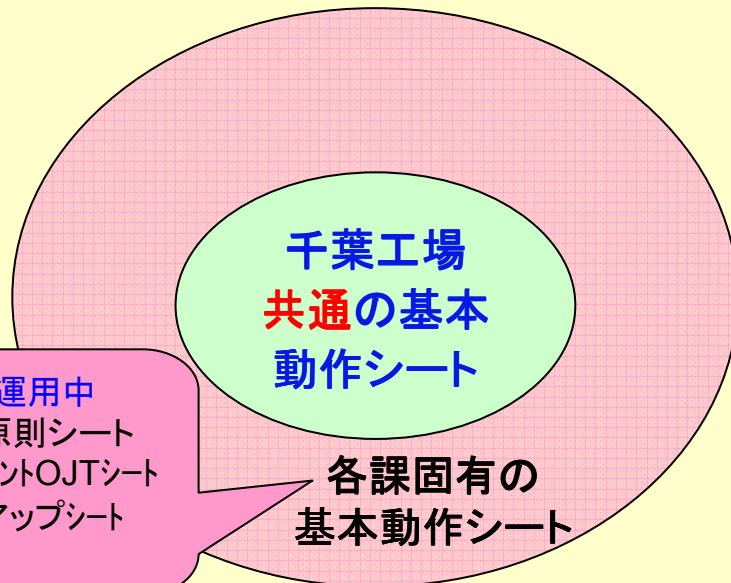 千葉工場
共通の基本
動作シート
運用中
原則シート
ントOJTシート
アップシート
各課固有の
基本動作シート